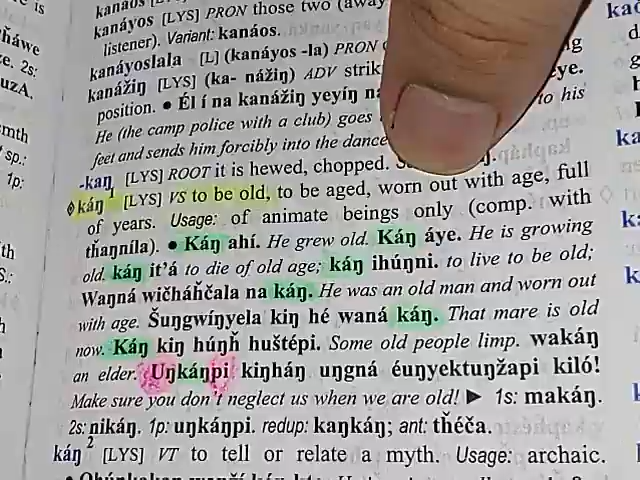 is
kanáyos [LYS] PRON those two (away
listener). Variant: kanáos.
kanáyoslala [L] (kanáyos -la) PRON
kanážiŋ [LYS] (ka- nážiŋ) ADV strik
position. ● Él í na kanážiŋ yeyíŋ
He (the camp police with a club) goes to his
feet and sends him forcibly into the dance
-kaŋ [LYS] ROOT it is hewed, chopped.
◊káŋ 1 [LYS] VS to be old, to be aged, worn out with age, full
of years. Usage: of animate beings only (comp. with
tȟaŋníla). ● Káŋ ahí. He grew old. Káŋ áye. He is growing
old. káŋ it’á to die of old age; káŋ ihúŋni. to live to be old;
Waŋná wičháȟčala na káŋ. He was an old man and worn out
with age. Šuŋgwíŋyela kiŋ hé waná káŋ. That mare is old
now. Káŋ kiŋ húŋȟ huštépi. Some old people limp. wakáŋ
an elder. Uŋkáŋpi kiŋháŋ uŋgná éuŋyektuŋžapi kiló!
Make sure you don’t neglect us when we are old! ► 1s: makáŋ.
2s: nikáŋ. 1p: uŋkáŋpi. redup: kaŋkáŋ; ant: tȟéča.
káŋ 2 [LYS] VT to tell or relate a myth. Usage: archaic.